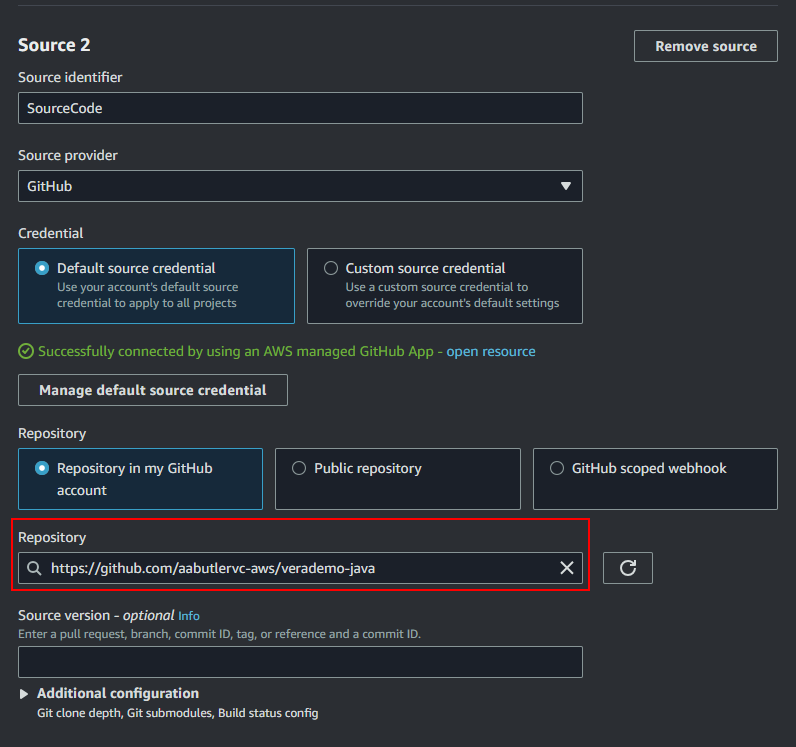 Source 2
Remove source
Source identifier
SourceCode
Source provider
GitHub
Credential
Default source credential
Use your account's default source
credential to apply to all projects
Custom source credential
Use a custom source credential to
override your account's default settings
Successfully connected by using an AWS managed GitHub App - open resource
Manage default source credential
Repository
Repository in my GitHub
account
Public repository
GitHub scoped webhook
Repository
https://github.com/aabutlervc-aws/verademo-java
Source version - optional Info
Enter a pull request, branch, commit ID, tag, or reference and a commit ID.
Additional configuration
Git clone depth, Git submodules, Build status config